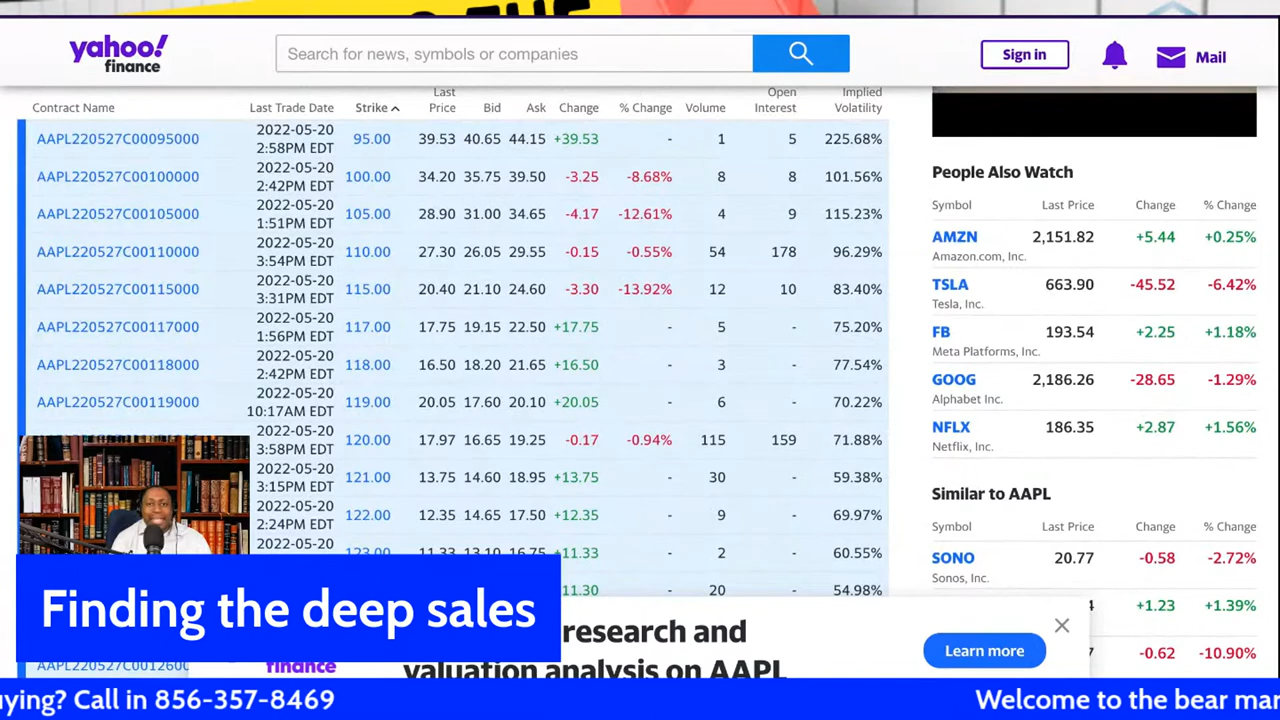 yahoo!
finance
Search for news, symbols or companies
Sign in
Mail
Contract Name Last Trade Date Strike Last Price Bid Ask Change % Change Volume Open Interest Implied Volatility
AAPL220527C00095000 2022-05-20 2:58PM EDT 95.00 39.53 40.65 44.15 +39.53 - 1 5 225.68%
AAPL220527C00100000 2022-05-20 2:42PM EDT 100.00 34.20 35.75 39.50 -3.25 -8.68% 8 8 101.56%
AAPL220527C00105000 2022-05-20 1:51PM EDT 105.00 28.90 31.00 34.65 -4.17 -12.61% 4 9 115.23%
AAPL220527C00110000 2022-05-20 3:54PM EDT 110.00 27.30 26.05 29.55 -0.15 -0.55% 54 178 96.29%
AAPL220527C00115000 2022-05-20 3:31PM EDT 115.00 20.40 21.10 24.60 -3.30 -13.92% 12 10 83.40%
AAPL220527C00117000 2022-05-20 1:56PM EDT 117.00 17.75 19.15 22.50 +17.75 - 5 - 75.20%
AAPL220527C00118000 2022-05-20 2:42PM EDT 118.00 16.50 18.20 21.65 +16.50 - 3 - 77.54%
AAPL220527C00119000 2022-05-20 10:17AM EDT 119.00 20.05 17.60 20.10 +20.05 - 6 - 70.22%
2022-05-20 3:58PM EDT 120.00 17.97 16.65 19.25 -0.17 -0.94% 115 159 71.88%
2022-05-20 3:15PM EDT 121.00 13.75 14.60 18.95 +13.75 - 30 - 59.38%
2022-05-20 2:24PM EDT 122.00 12.35 14.65 17.50 +12.35 - 9 - 69.97%
2022-05-20 123.00 11.33 13.10 16.75 +11.33 - 2 - 60.55%
+11.30 - 20 - 54.98%
People Also Watch
Symbol Last Price Change % Change
AMZN 2,151.82 +5.44 +0.25%
Amazon.com, Inc.
TSLA 663.90 -45.52 -6.42%
Tesla, Inc.
FB 193.54 +2.25 +1.18%
Meta Platforms, Inc.
GOOG 2,186.26 -28.65 -1.29%
Alphabet Inc.
NFLX 186.35 +2.87 +1.56%
Netflix, Inc.
Similar to AAPL
Symbol Last Price Change % Change
SONO 20.77 -0.58 -2.72%
Sonos, Inc.
4 +1.23 +1.39%
7 -0.62 -10.90%
Finding the deep sales
research and
valuation analysis on AAPL
finance
Learn more
uying? Call in 856-357-8469
Welcome to the bear mar